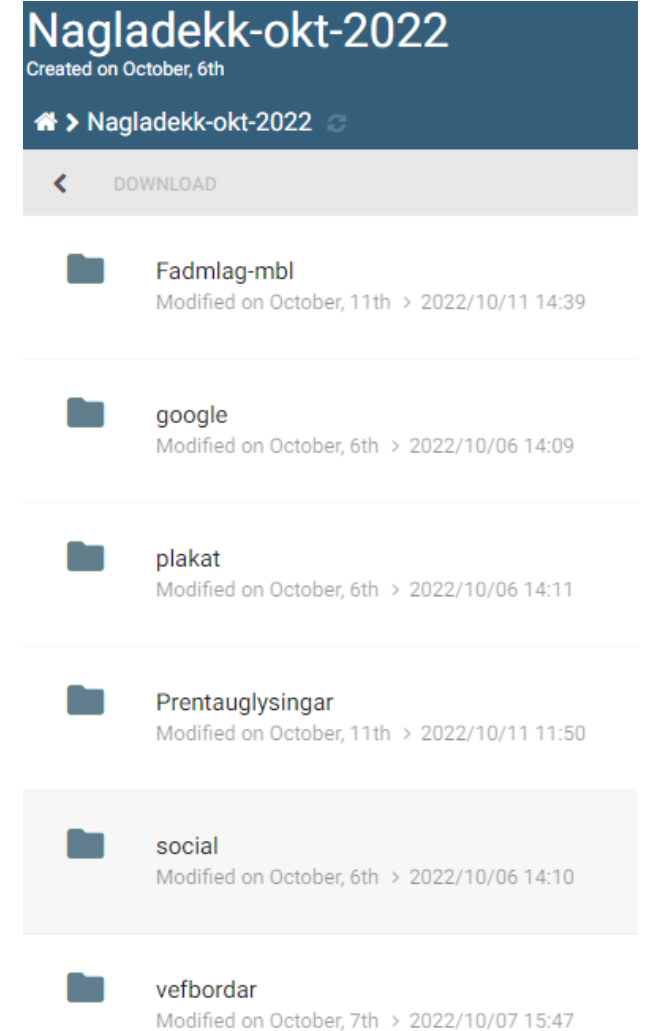 Nagladekk-okt-2022
Created on October, 6th
> Nagladekk-okt-2022
DOWNLOAD
Fadmlag-mbl
Modified on October, 11th > 2022/10/11 14:39
google
Modified on October, 6th > 2022/10/06 14:09
plakat
Modified on October, 6th > 2022/10/06 14:11
Prentauglysingar
Modified on October, 11th > 2022/10/11 11:50
social
Modified on October, 6th > 2022/10/06 14:10
vefbordar
Modified on October, 7th > 2022/10/07 15:47